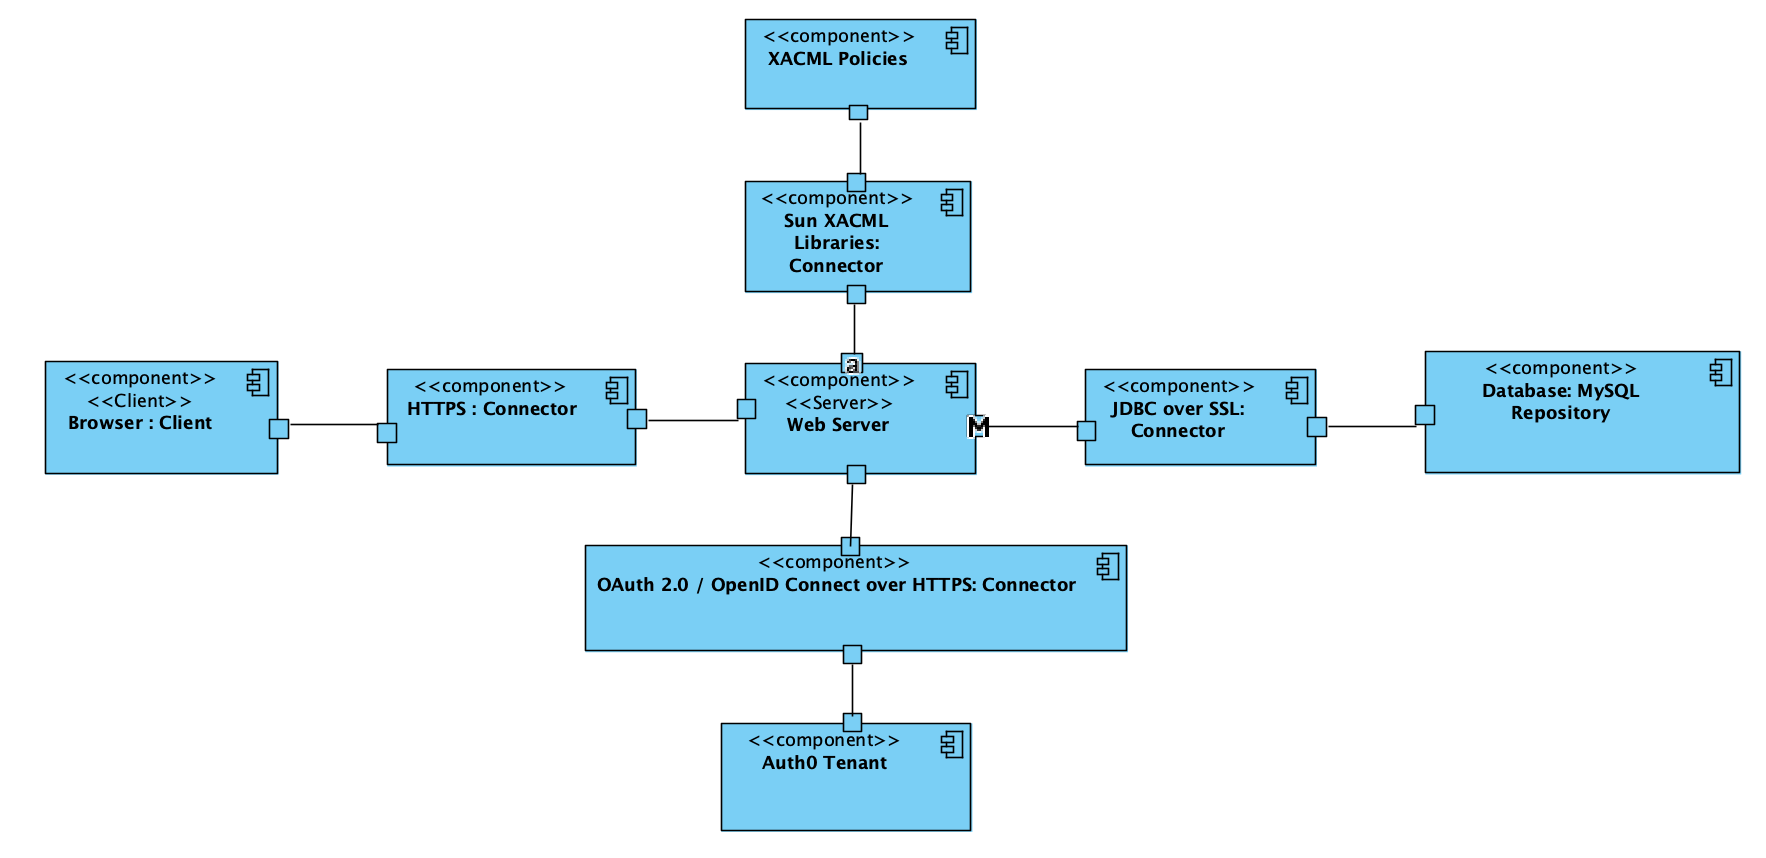 <<component>>
XACML Policies
<<component>>
Sun XACML
Libraries:
Connector
<<component>>
<<Client>>
Browser : Client
<<component>>
HTTPS : Connector
a
<<component>>
<<Server>>
Web Server
M
<<component>>
JDBC over SSL:
Connector
<<component>>
Database: MySQL
Repository
<<component>>
OAuth 2.0 / OpenID Connect over HTTPS: Connector
<<component>>
Auth0 Tenant